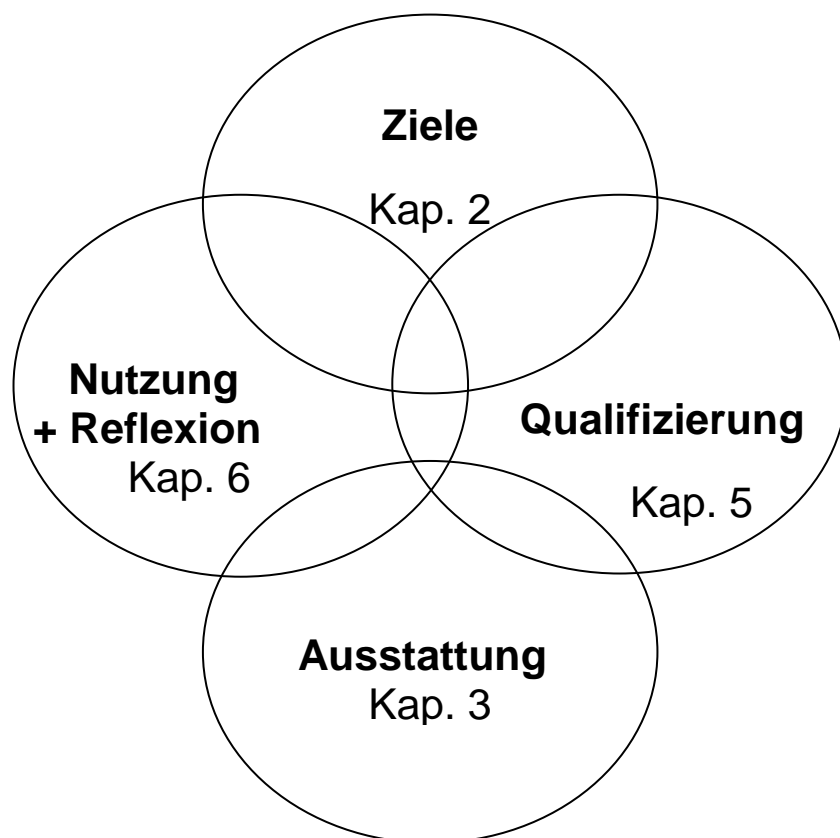 Ziele
Kap. 2
Nutzung
+ Reflexion
Kap. 6
Qualifizierung
Kap. 5
Ausstattung
Kap. 3